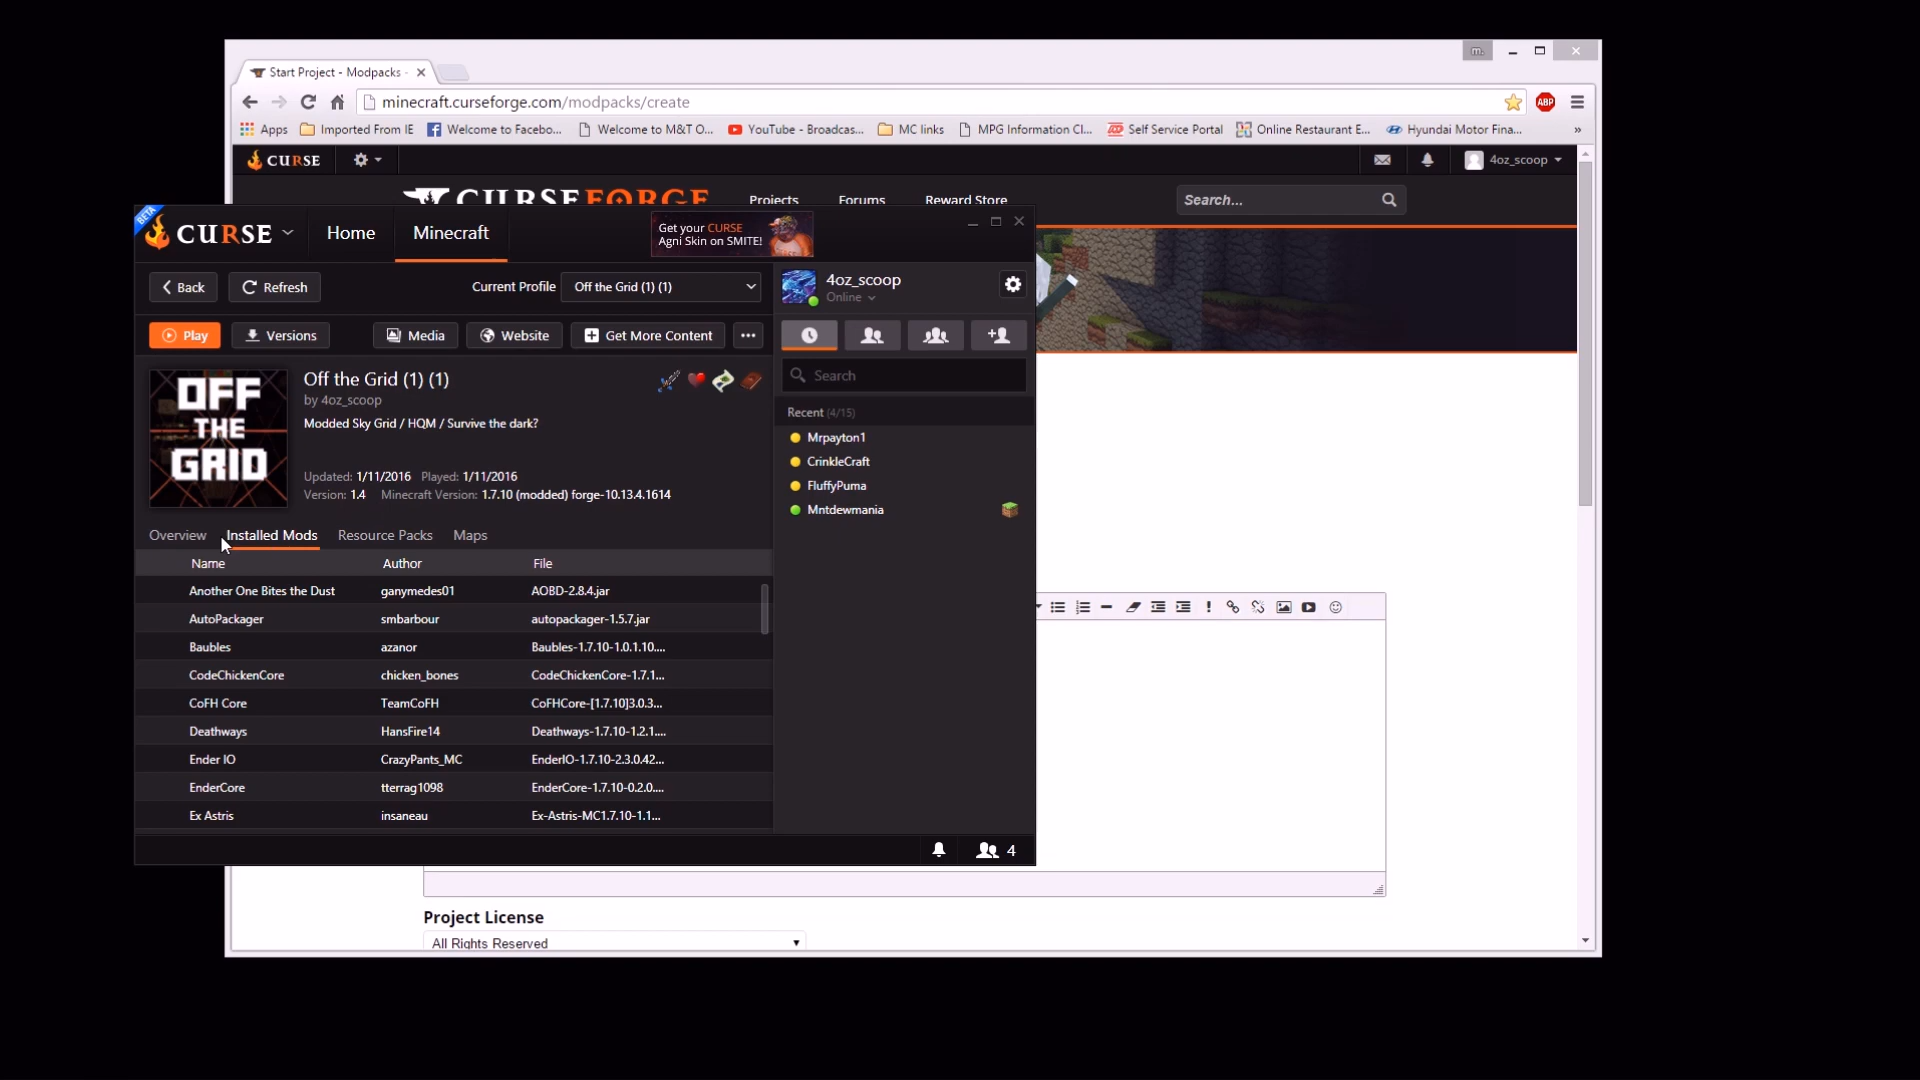 Start Project - Modpacks -
minecraft.curseforge.com/modpacks/create
ABP
Apps Imported From IE Welcome to Facebo... Welcome to M&T O... YouTube - Broadcas... MC links MPG Information Cl... Self Service Portal Online Restaurant E... Hyundai Motor Fina... »
CURSE 4oz_scoop
CURSEFORGE Projects Forums Reward Store Search...
BETA
CURSE Home Minecraft
Get your CURSE
Agni Skin on SMITE!
Back Refresh Current Profile Off the Grid (1) (1)
4oz_scoop
Online
Play Versions Media Website Get More Content
Search
OFF
THE
GRID
Off the Grid (1) (1)
by 4oz_scoop
Modded Sky Grid / HQM / Survive the dark?
Updated: 1/11/2016 Played: 1/11/2016
Version: 1.4 Minecraft Version: 1.7.10 (modded) forge-10.13.4.1614
Recent (4/15)
Mrpayton1
CrinkleCraft
FluffyPuma
Mntdewmania
Overview Installed Mods Resource Packs Maps
Name Author File
Another One Bites the Dust ganymedes01 AOBD-2.8.4.jar
AutoPackager smbarbour autopackager-1.5.7.jar
Baubles azanor Baubles-1.7.10-1.0.1.10....
CodeChickenCore chicken_bones CodeChickenCore-1.7.1...
CoFH Core TeamCoFH CoFHCore-[1.7.10]3.0.3...
Deathways HansFire14 Deathways-1.7.10-1.2.1....
Ender IO CrazyPants_MC EnderIO-1.7.10-2.3.0.42...
EnderCore tterrag1098 EnderCore-1.7.10-0.2.0....
Ex Astris insaneau Ex-Astris-MC1.7.10-1.1...
4
Project License
All Rights Reserved